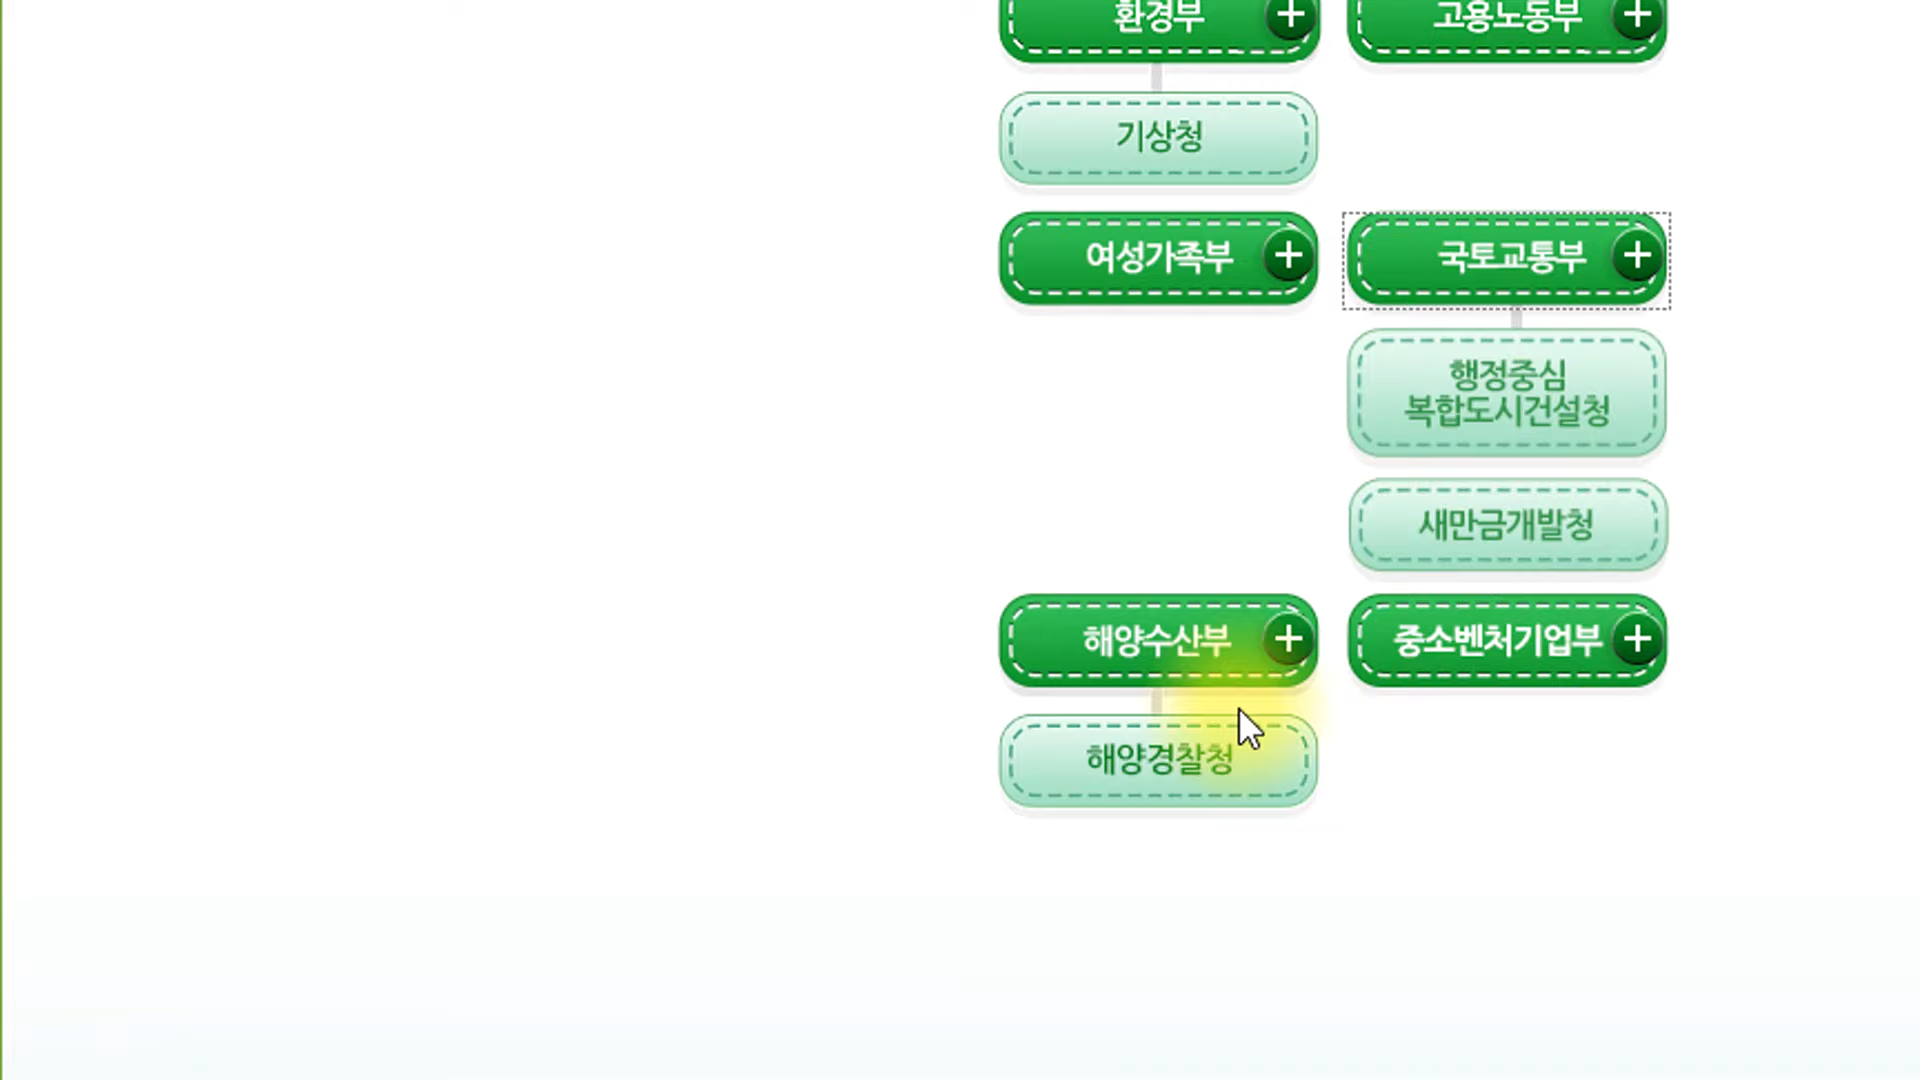 환경부
고용노동부
기상청
여성가족부
국토교통부
행정중심
복합도시건설청
새만금개발청
해양수산부
중소벤처기업부
해양경찰청